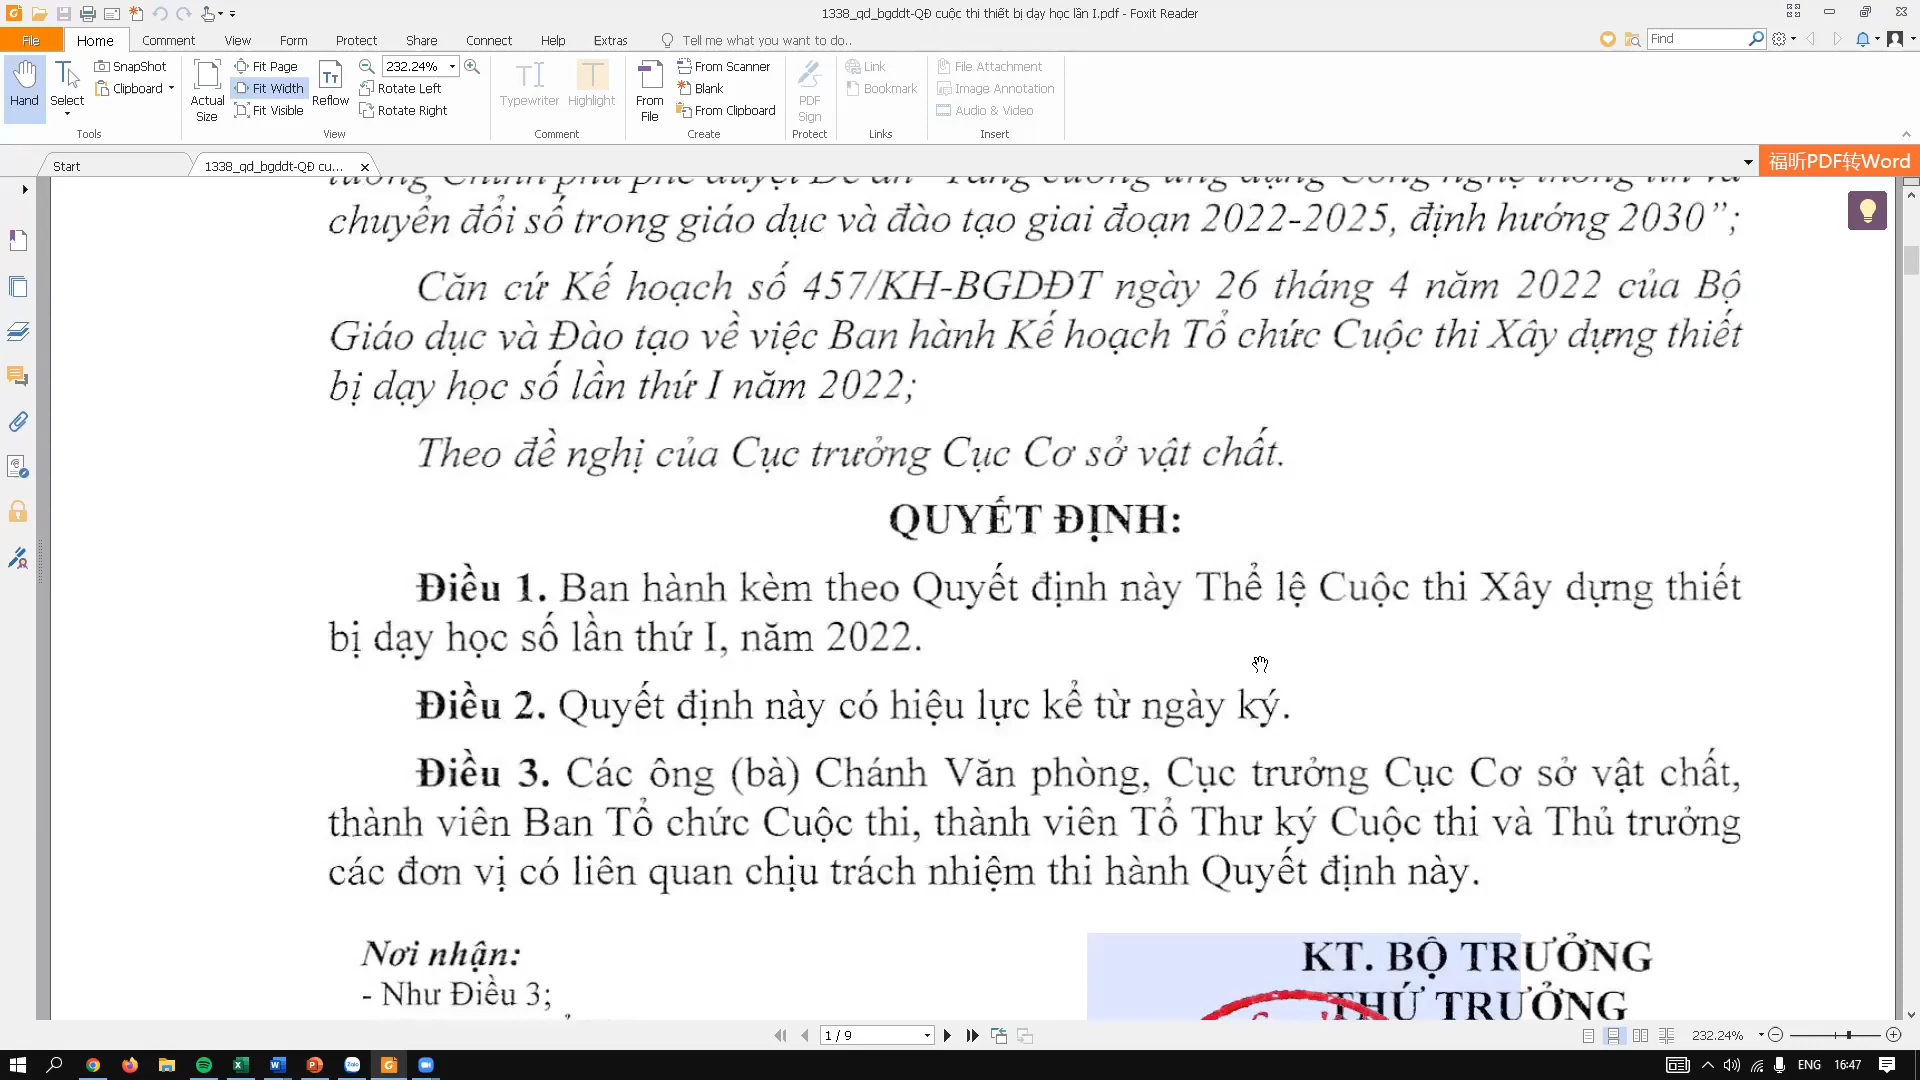 1338_qd_bgddt-QĐ cuộc thi thiết bị dạy học lần I.pdf - Foxit Reader
File Home Comment View Form Protect Share Connect Help Extras Tell me what you want to do.. Find
Hand
Select
SnapShot
Clipboard
Tools
Actual Size
Fit Page
Fit Width
Fit Visible
Reflow
232.24%
Rotate Left
Rotate Right
View
Typewriter
Highlight
Comment
From File
From Scanner
Blank
From Clipboard
Create
PDF Sign
Protect
Link
Bookmark
Links
File Attachment
Image Annotation
Audio & Video
Insert
Start
1338_qd_bgddt-QĐ cu...
福昕PDF转Word
chuyển đổi số trong giáo dục và đào tạo giai đoạn 2022-2025, định hướng 2030”;
Căn cứ Kế hoạch số 457/KH-BGDĐT ngày 26 tháng 4 năm 2022 của Bộ
Giáo dục và Đào tạo về việc Ban hành Kế hoạch Tổ chức Cuộc thi Xây dựng thiết
bị dạy học số lần thứ I năm 2022;
Theo đề nghị của Cục trưởng Cục Cơ sở vật chất.
QUYẾT ĐỊNH:
Điều 1. Ban hành kèm theo Quyết định này Thể lệ Cuộc thi Xây dựng thiết
bị dạy học số lần thứ I, năm 2022.
Điều 2. Quyết định này có hiệu lực kể từ ngày ký.
Điều 3. Các ông (bà) Chánh Văn phòng, Cục trưởng Cục Cơ sở vật chất,
thành viên Ban Tổ chức Cuộc thi, thành viên Tổ Thư ký Cuộc thi và Thủ trưởng
các đơn vị có liên quan chịu trách nhiệm thi hành Quyết định này.
Nơi nhận:
- Như Điều 3;
KT. BỘ TRƯỞNG
THỨ TRƯỞNG
1 / 9
232.24%
ENG 16:47